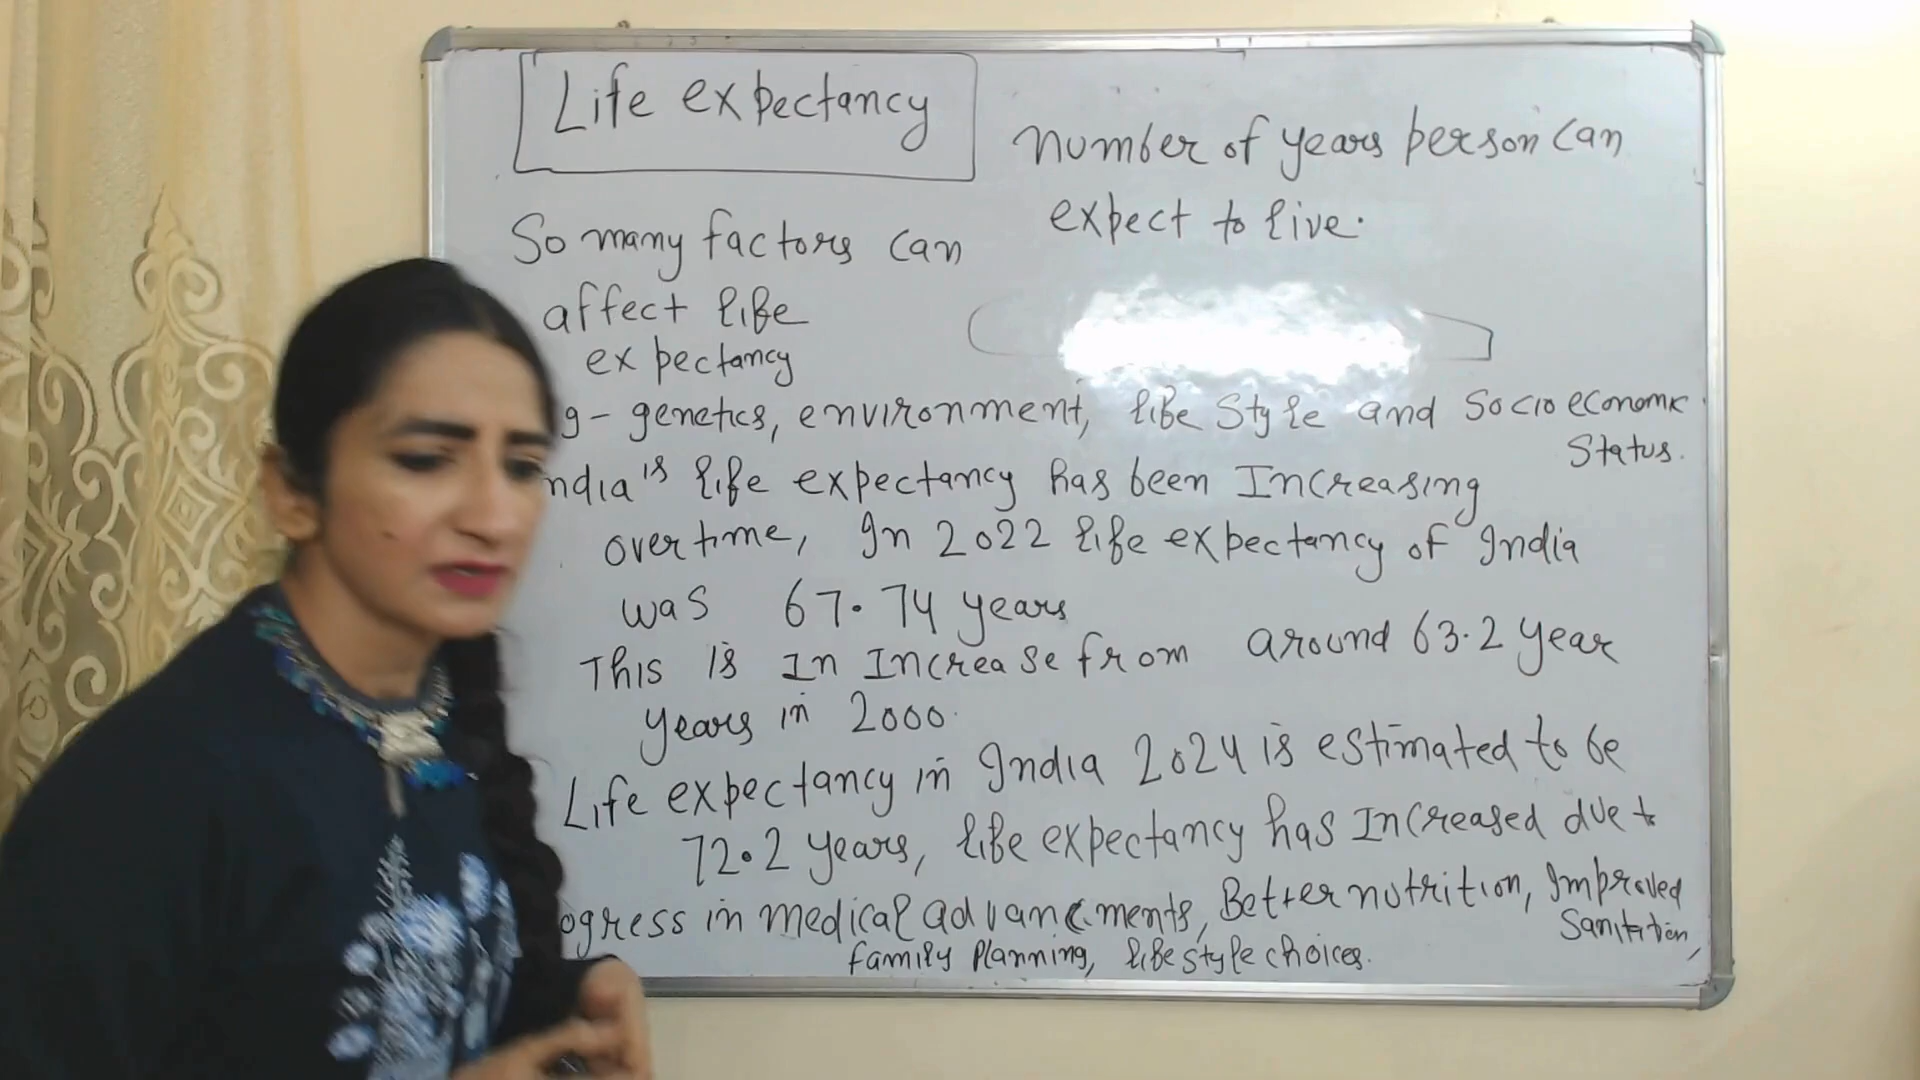 Life expectancy
number of years person can
expect to live.
So many factors can
affect life
expectancy
g- genetics, environment, life style and Socio economic
Status.
ndia's life expectancy has been Increasing
over time, In 2022 life expectancy of India
was 67.74 years
This is In Increase from around 63.2 year
years in 2000.
Life expectancy in India 2024 is estimated to be
72.2 years, life expectancy has Increased due to
ogress in medical advancments, Better nutrition, Improved
Sanitation,
family planning, life style choices.